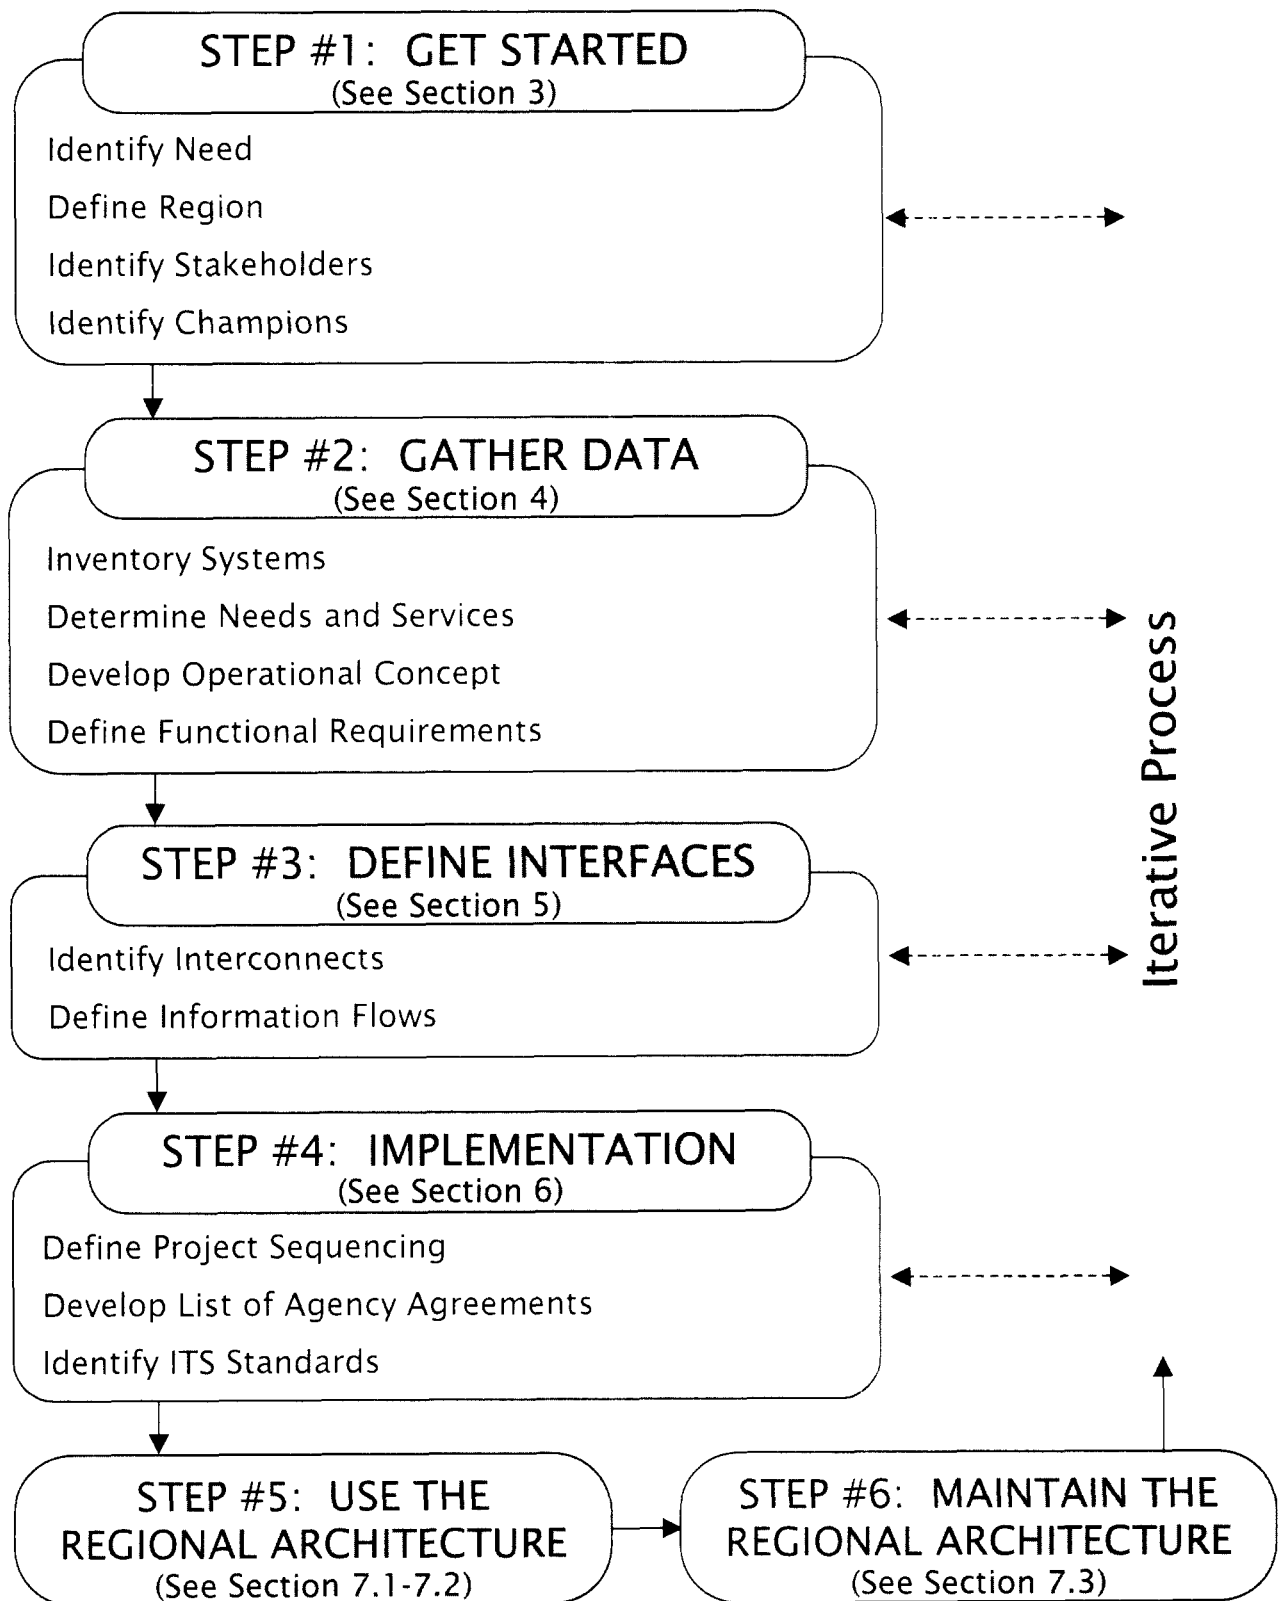 STEP #1: GET STARTED
(See Section 3)
Identify Need
Define Region
Identify Stakeholders
Identify Champions
STEP #2: GATHER DATA
(See Section 4)
Inventory Systems
Determine Needs and Services
Develop Operational Concept
Define Functional Requirements
STEP #3: DEFINE INTERFACES
(See Section 5)
Identify Interconnects
Define Information Flows
STEP #4: IMPLEMENTATION
(See Section 6)
Define Project Sequencing
Develop List of Agency Agreements
Identify ITS Standards
Iterative Process
STEP #5: USE THE
REGIONAL ARCHITECTURE
(See Section 7.1-7.2)
STEP #6: MAINTAIN THE
REGIONAL ARCHITECTURE
(See Section 7.3)